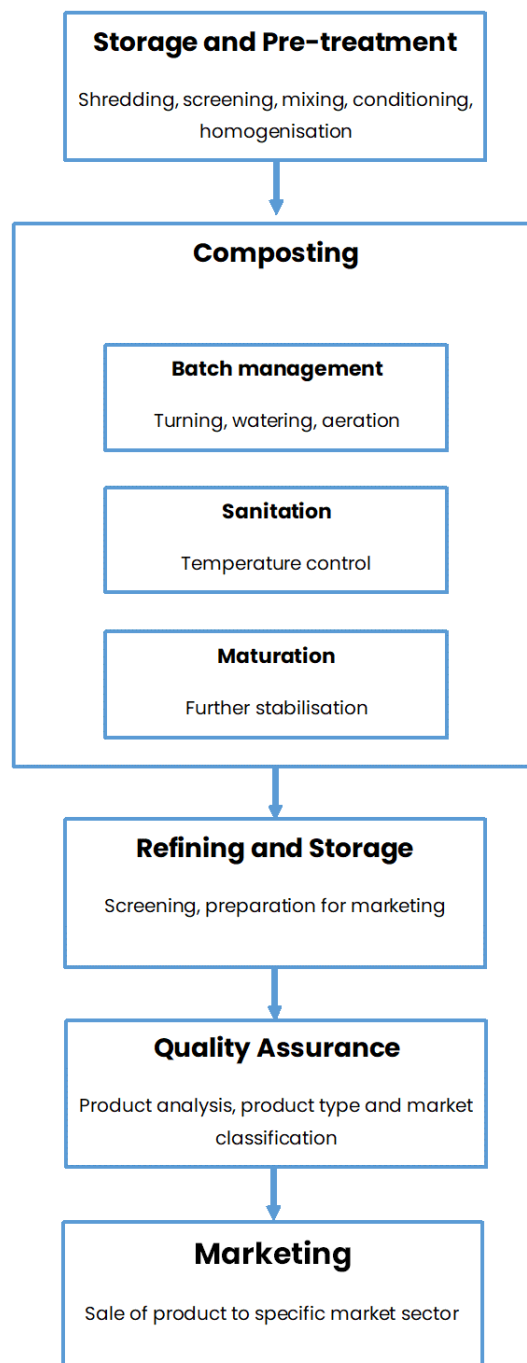 Storage and Pre-treatment
Shredding, screening, mixing, conditioning,
homogenisation
Composting
Batch management
Turning, watering, aeration
Sanitation
Temperature control
Maturation
Further stabilisation
Refining and Storage
Screening, preparation for marketing
Quality Assurance
Product analysis, product type and market
classification
Marketing
Sale of product to specific market sector